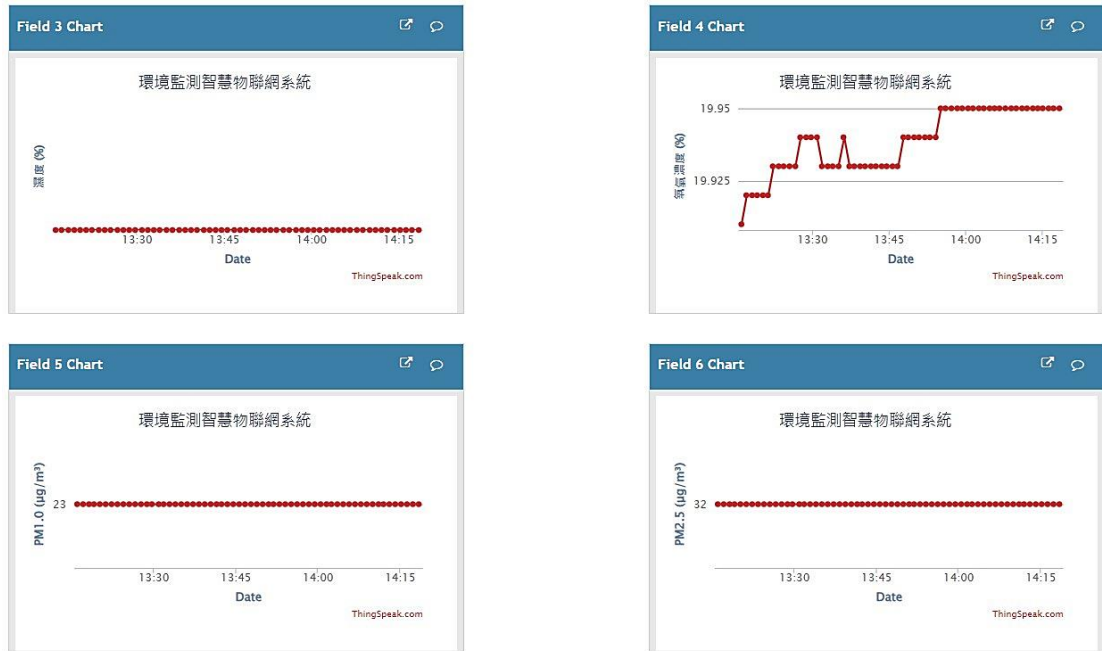 Field 3 Chart
環境監測智慧物聯網系統
濕度 (%)
13:30 13:45 14:00 14:15
Date
ThingSpeak.com
Field 4 Chart
環境監測智慧物聯網系統
氧氣濃度 (%)
19.95
19.925
13:30 13:45 14:00 14:15
Date
ThingSpeak.com
Field 5 Chart
環境監測智慧物聯網系統
PM1.0 (μg/m³)
23
13:30 13:45 14:00 14:15
Date
ThingSpeak.com
Field 6 Chart
環境監測智慧物聯網系統
PM2.5 (μg/m³)
32
13:30 13:45 14:00 14:15
Date
ThingSpeak.com